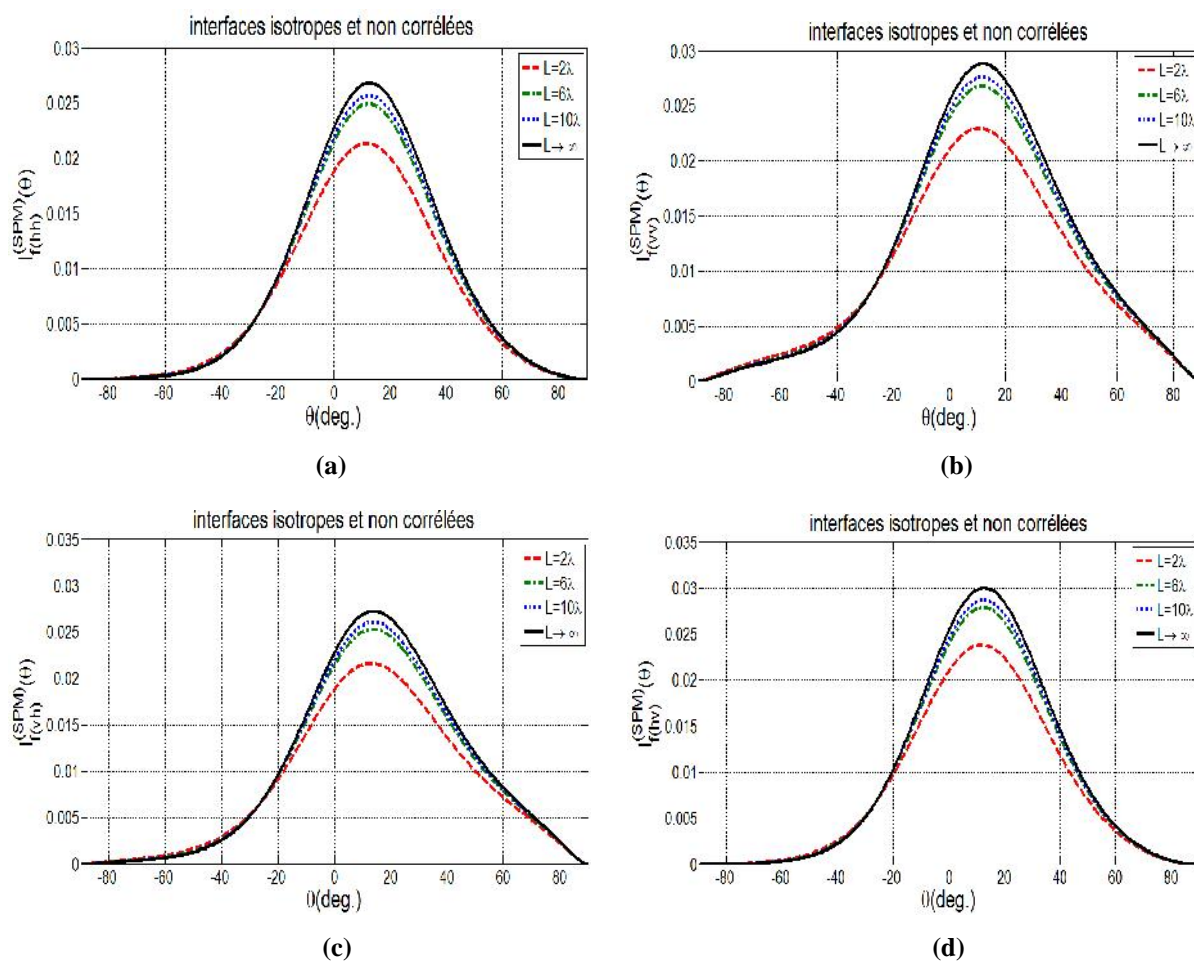 interfaces isotropes et non corrélées
0.03
0.025
0.02
0.015
0.01
0.005
0
-80 -60 -40 -20 0 20 40 60 80
I_f(hh)^(SPM)(θ)
θ(deg.)
L=2λ
L=6λ
L=10λ
L→ ∞
(a)
interfaces isotropes et non corrélées
0.03
0.025
0.02
0.015
0.01
0.005
0
-80 -60 -40 -20 0 20 40 60 80
I_f(vv)^(SPM)(θ)
θ(deg.)
L=2λ
L=6λ
L=10λ
L→ ∞
(b)
interfaces isotropes et non corrélées
0.035
0.03
0.025
0.02
0.015
0.01
0.005
0
-80 -60 -40 -20 0 20 40 60 80
I_f(vh)^(SPM)(θ)
θ(deg.)
L=2λ
L=6λ
L=10λ
L→ ∞
(c)
interfaces isotropes et non corrélées
0.035
0.03
0.025
0.02
0.015
0.01
0.005
0
-80 -60 -40 -20 0 20 40 60 80
I_f(hv)^(SPM)(θ)
θ(deg.)
L=2λ
L=6λ
L=10λ
L→ ∞
(d)